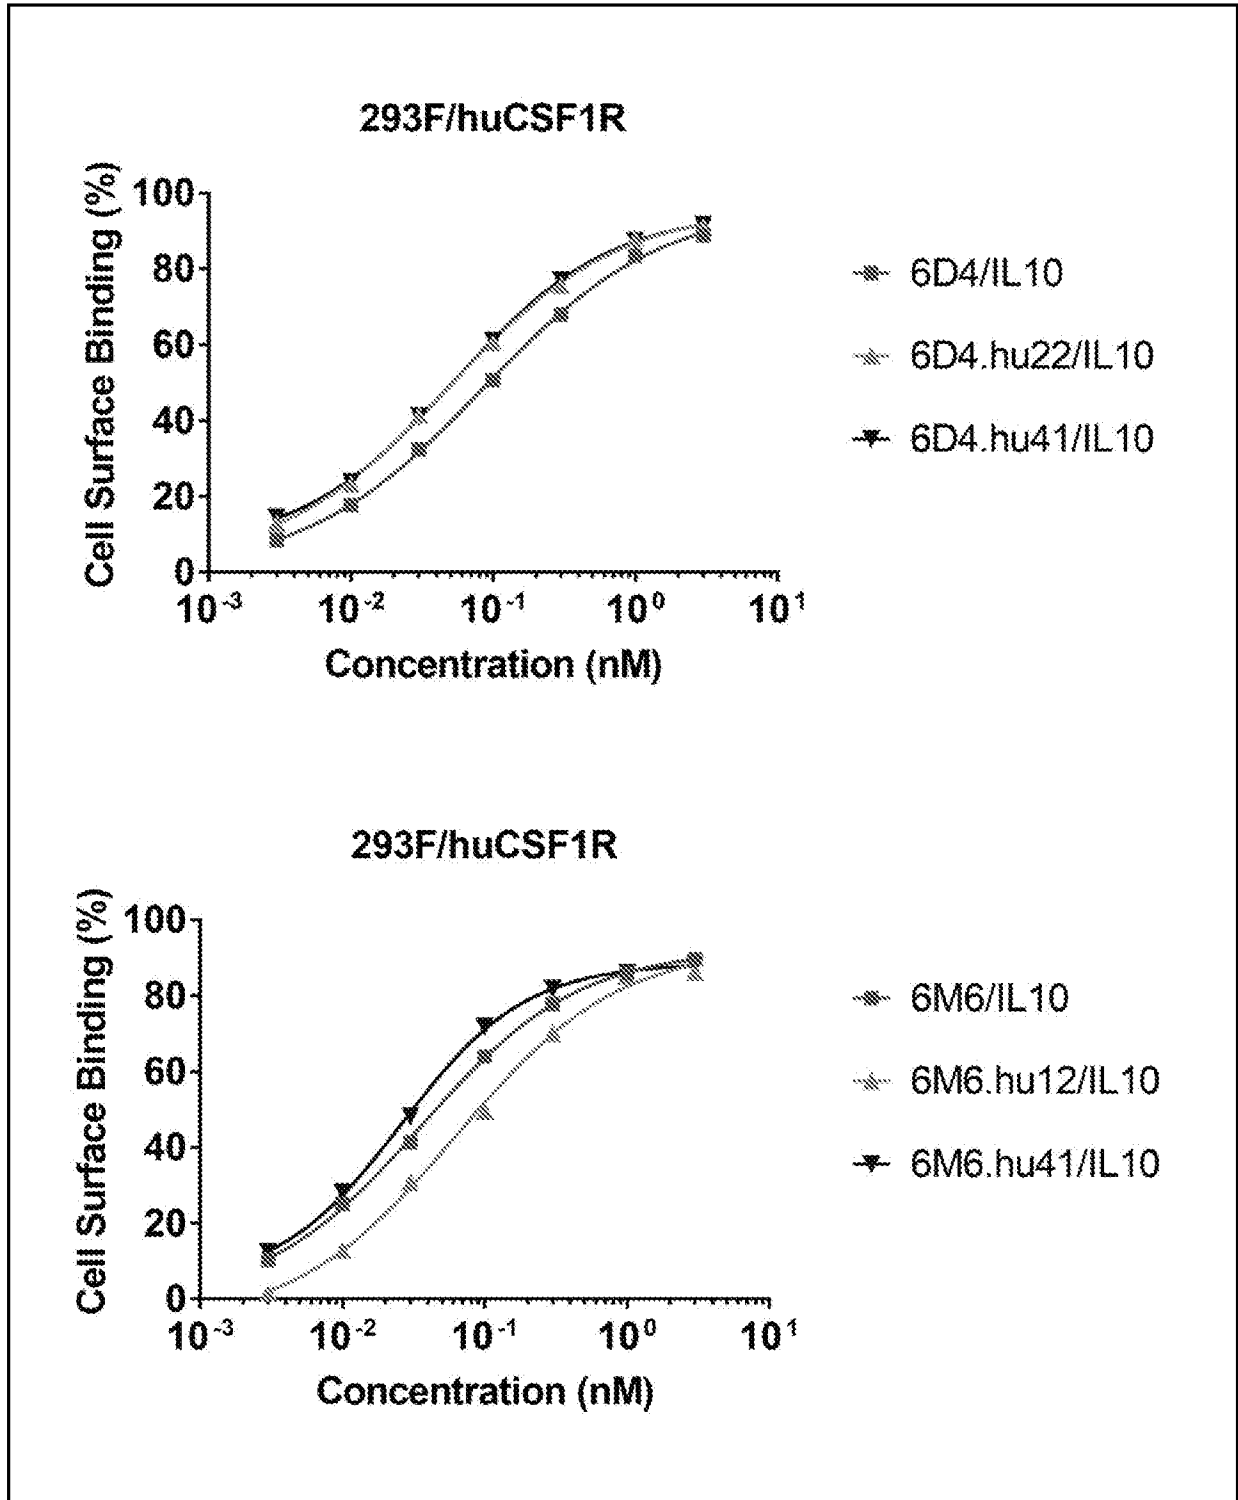 293F/huCSF1R
Cell Surface Binding (%)
100
80
60
40
20
0
10-3 10-2 10-1 100 101
Concentration (nM)
6D4/IL10
6D4.hu22/IL10
6D4.hu41/IL10
293F/huCSF1R
Cell Surface Binding (%)
100
80
60
40
20
0
10-3 10-2 10-1 100 101
Concentration (nM)
6M6/IL10
6M6.hu12/IL10
6M6.hu41/IL10